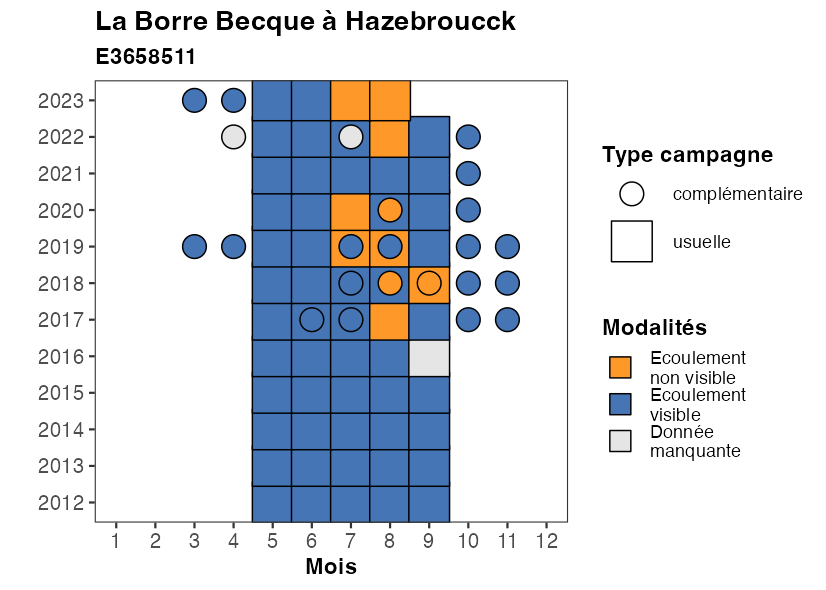 La Borre Becque à Hazebroucck
E3658511
2023
2022
2021
2020
2019
2018
2017
2016
2015
2014
2013
2012
1 2 3 4 5 6 7 8 9 10 11 12
Mois
Type campagne
complémentaire
usuelle
Modalités
Ecoulement
non visible
Ecoulement
visible
Donnée
manquante